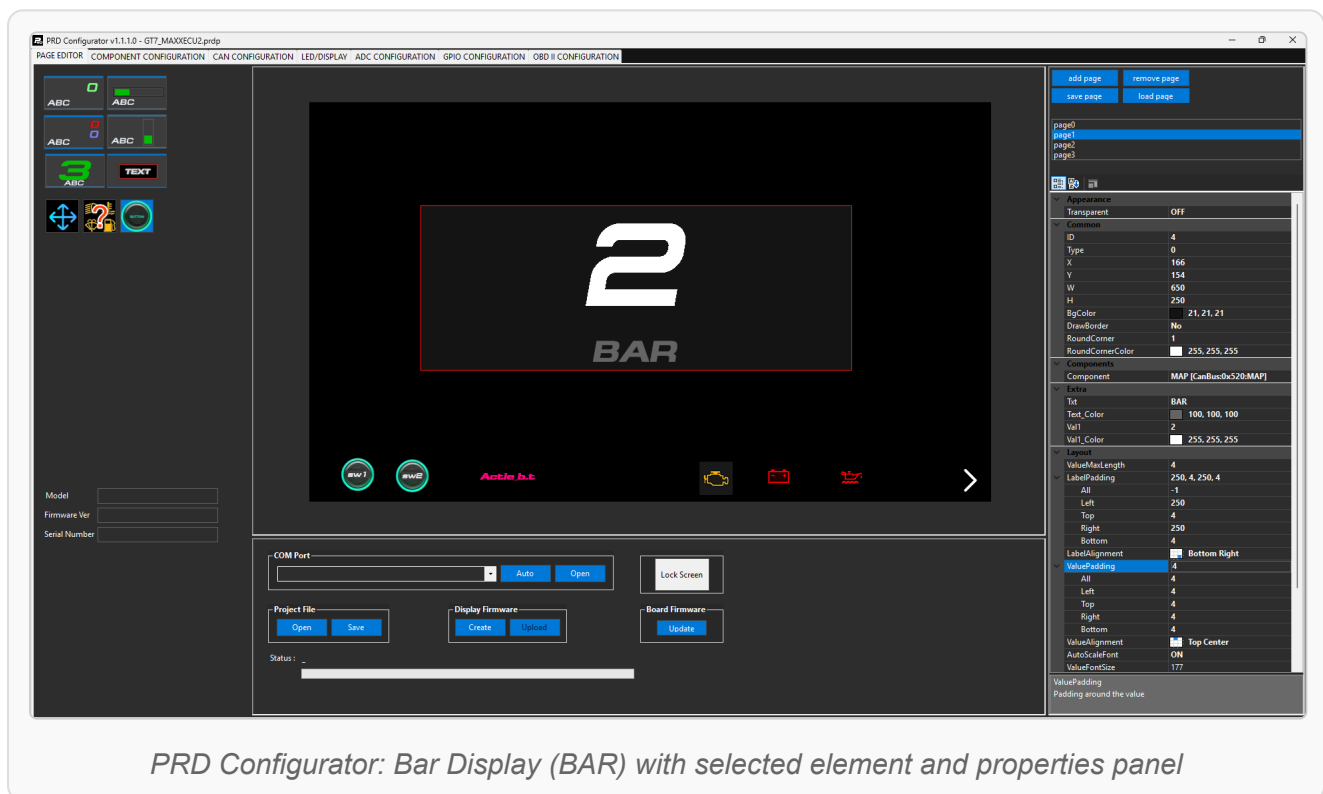 PRD Configurator v1.1.1.0 - GT7_MAXXECU2.prdp
PAGE EDITOR COMPONENT CONFIGURATION CAN CONFIGURATION LED/DISPLAY ADC CONFIGURATION GPIO CONFIGURATION OBD II CONFIGURATION
0 ABC
ABC
0 0 ABC
ABC
3 ABC
TEXT
BUTTON
Model
Firmware Ver
Serial Number
2
BAR
sw1 sw2 Actie b.t
COM Port
Auto Open
Lock Screen
Project File
Open Save
Display Firmware
Create Upload
Board Firmware
Update
Status : _
add page remove page
save page load page
page0
page1
page2
page3
Appearance
Transparent OFF
Common
ID 4
Type 0
X 166
Y 154
W 650
H 250
BgColor 21, 21, 21
DrawBorder No
RoundCorner 1
RoundCornerColor 255, 255, 255
Components
Component MAP [CanBus:0x520:MAP]
Extra
Txt BAR
Text_Color 100, 100, 100
Val1 2
Val1_Color 255, 255, 255
Layout
ValueMaxLength 4
LabelPadding 250, 4, 250, 4
All -1
Left 250
Top 4
Right 250
Bottom 4
LabelAlignment Bottom Right
ValuePadding 4
All 4
Left 4
Top 4
Right 4
Bottom 4
ValueAlignment Top Center
AutoScaleFont ON
ValueFontSize 177
ValuePadding
Padding around the value
PRD Configurator: Bar Display (BAR) with selected element and properties panel